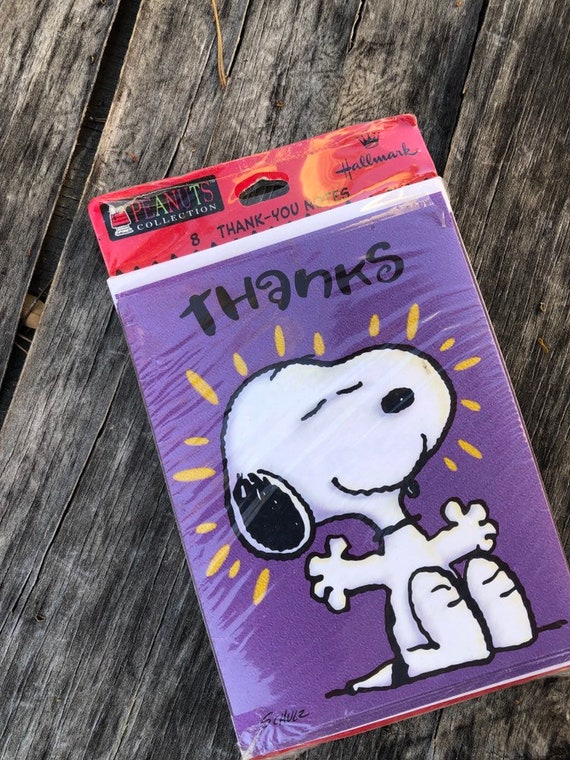 Hallmark
PEANUTS
COLLECTION
8 THANK-YOU NOTES
THANKS
SCHULZ